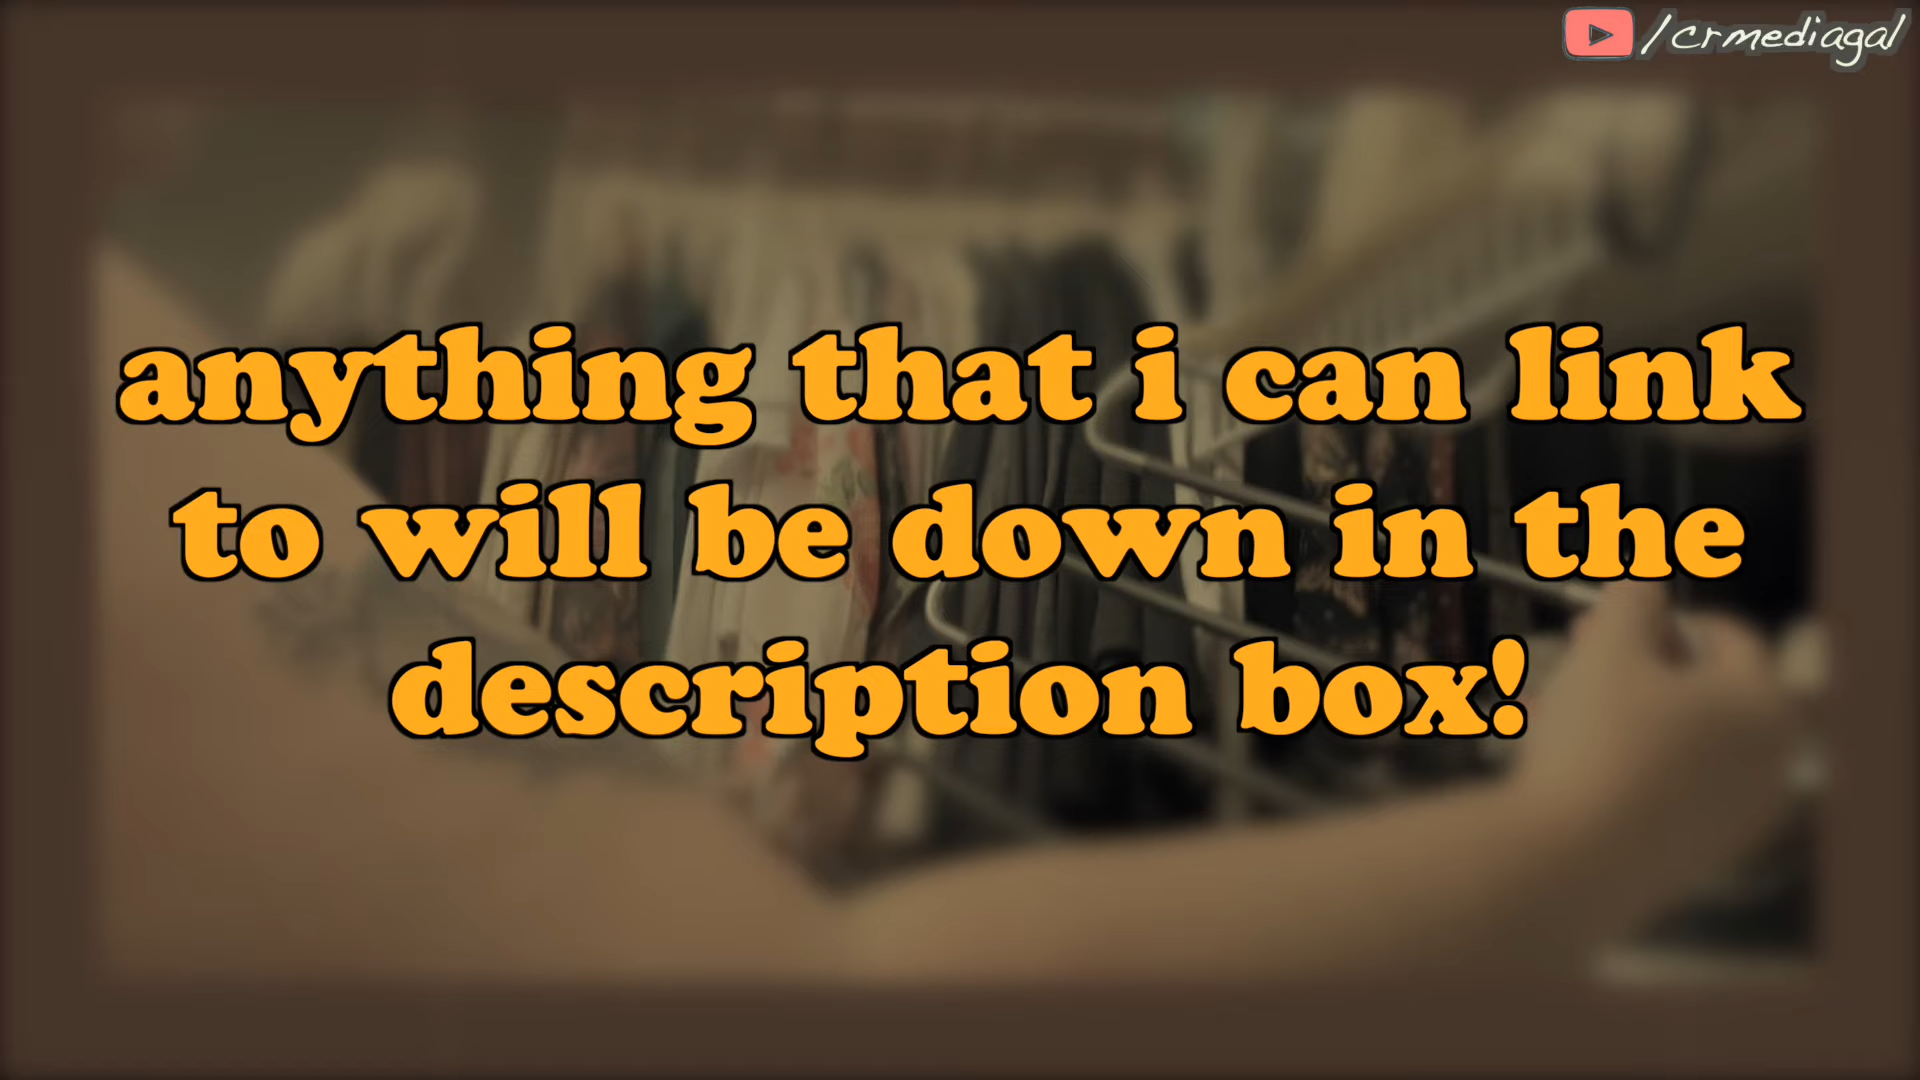 /crmediagal
anything that i can link
to will be down in the
description box!